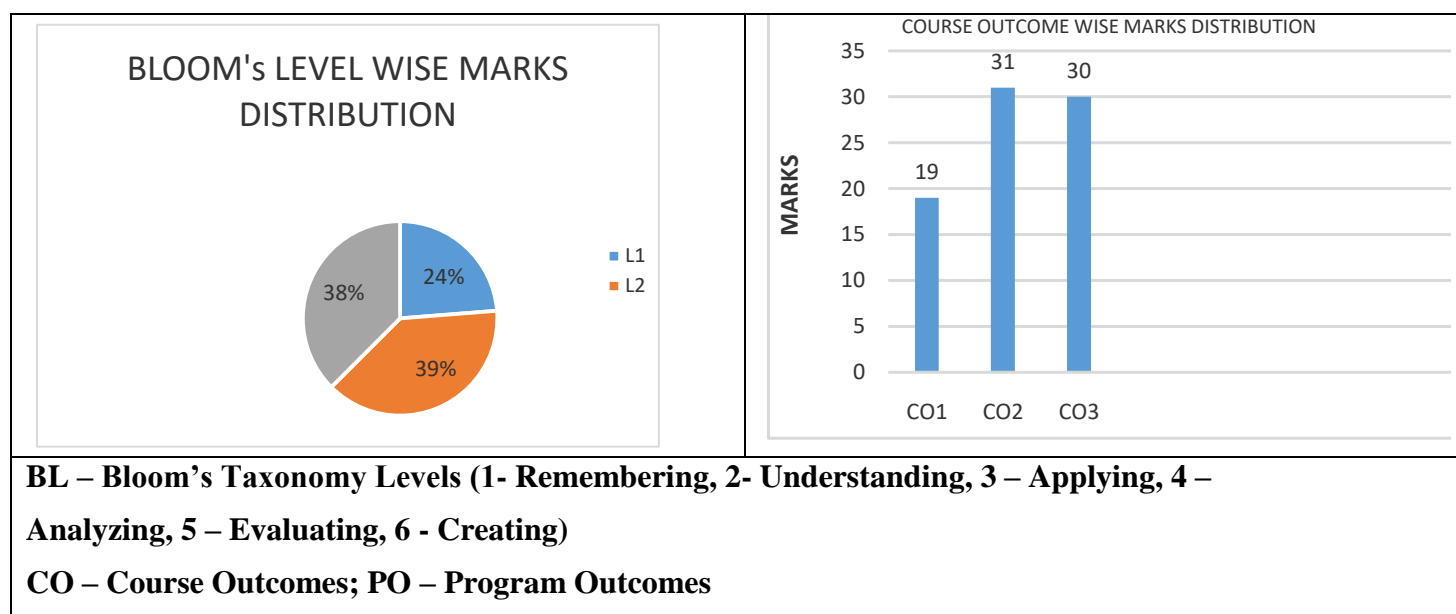 BLOOM's LEVEL WISE MARKS
DISTRIBUTION
24%
39%
38%
L1
L2
COURSE OUTCOME WISE MARKS DISTRIBUTION
MARKS
35
30
25
20
15
10
5
0
19
31
30
CO1 CO2 CO3
BL – Bloom’s Taxonomy Levels (1- Remembering, 2- Understanding, 3 – Applying, 4 –
Analyzing, 5 – Evaluating, 6 - Creating)
CO – Course Outcomes; PO – Program Outcomes